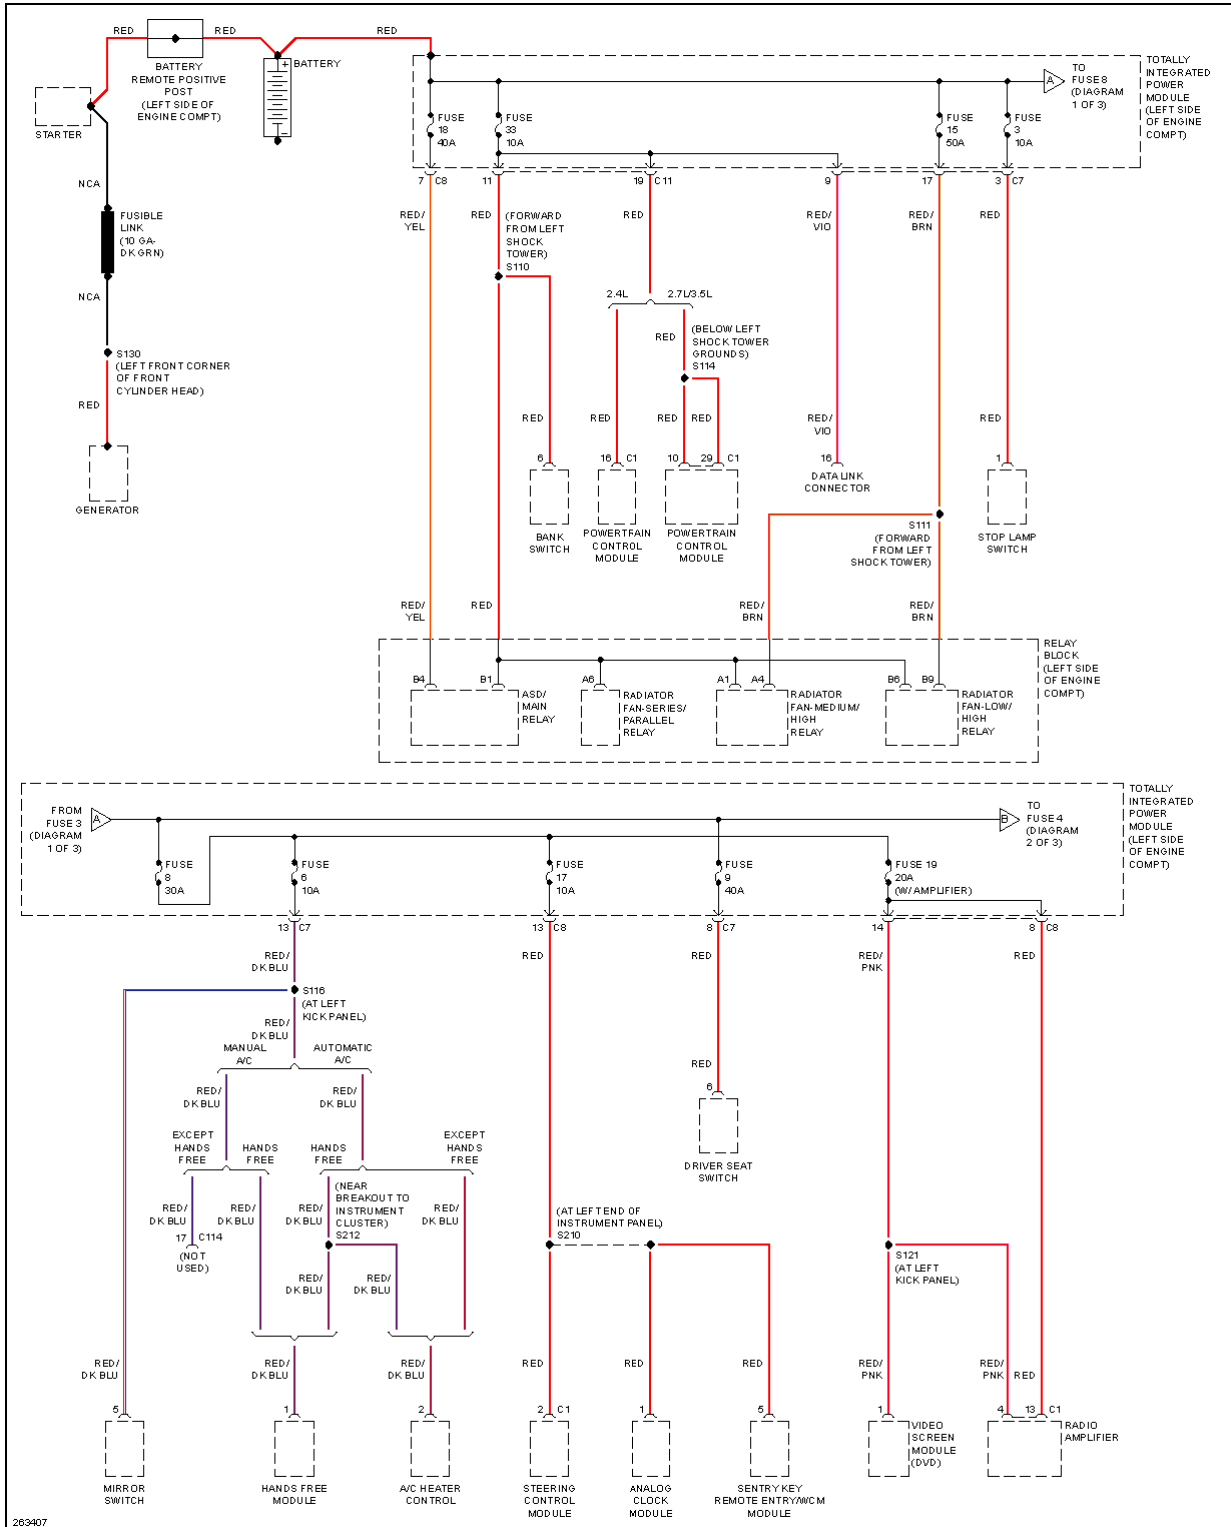 RED
RED
RED
BATTERY
REMOTE POSITIVE
POST
(LEFT SIDE OF
ENGINE COMPT)
+
BATTERY
-
STARTER
TO
FUSE 8
(DIAGRAM
1 OF 3)
A
TOTALLY
INTEGRATED
POWER
MODULE
(LEFT SIDE
OF ENGINE
COMPT)
FUSE
18
40A
FUSE
33
10A
FUSE
15
50A
FUSE
3
10A
7 C8
11
19 C11
9
17
3 C7
NCA
FUSIBLE
LINK
(10 GA-
DK GRN)
NCA
S130
(LEFT FRONT CORNER
OF FRONT
CYLINDER HEAD)
RED
GENERATOR
RED/
YEL
RED
(FORWARD
FROM LEFT
SHOCK
TOWER)
S110
RED
RED/
VIO
RED/
BRN
RED
2.4L
2.7L/3.5L
RED
(BELOW LEFT
SHOCK TOWER
GROUNDS)
S114
RED
RED
RED
RED
RED/
VIO
RED
6
16 C1
10
29 C1
16
1
BANK
SWITCH
POWERTFAIN
CONTROL
MODULE
POWERTRAIN
CONTROL
MODULE
DATA LINK
CONNECTOR
S111
(FORWARD
FROM LEFT
SHOCK TOWER)
STOP LAMP
SWITCH
RED/
YEL
RED
RED/
BRN
RED/
BRN
RELAY
BLOCK
(LEFT SIDE
OF ENGINE
COMPT)
B4
B1
A6
A1
A4
B6
B9
ASD/
MAIN
RELAY
RADIATOR
FAN-SERIES/
PARALLEL
RELAY
RADIATOR
FAN-MEDIUM/
HIGH
RELAY
RADIATOR
FAN-LOW/
HIGH
RELAY
FROM
FUSE 3
(DIAGRAM
1 OF 3)
A
B
TO
FUSE 4
(DIAGRAM
2 OF 3)
TOTALLY
INTEGRATED
POWER
MODULE
(LEFT SIDE
OF ENGINE
COMPT)
FUSE
8
30A
FUSE
6
10A
FUSE
17
10A
FUSE
9
40A
FUSE 19
20A
(W/ AMPLIFIER)
13 C7
13 C8
8 C7
14
8 C8
RED/
DK BLU
RED
RED
RED/
PNK
RED
S116
(AT LEFT
KICK PANEL)
RED/
DK BLU
MANUAL
A/C
AUTOMATIC
A/C
RED/
DK BLU
RED/
DK BLU
RED
6
DRIVER SEAT
SWITCH
EXCEPT
HANDS
FREE
HANDS
FREE
HANDS
FREE
EXCEPT
HANDS
FREE
(NEAR
BREAKOUT TO
INSTRUMENT
CLUSTER)
S212
RED/
DK BLU
RED/
DK BLU
RED/
DK BLU
RED/
DK BLU
17 C114
(NOT
USED)
(AT LEFT END OF
INSTRUMENT PANEL)
S210
S121
(AT LEFT
KICK PANEL)
RED/
DK BLU
RED/
DK BLU
RED/
DK BLU
RED/
DK BLU
RED/
DK BLU
RED
RED
RED
RED/
PNK
RED/
PNK
RED
5
1
2
2 C1
1
5
1
4
13 C1
MIRROR
SWITCH
HANDS FREE
MODULE
A/C HEATER
CONTROL
STEERING
CONTROL
MODULE
ANALOG
CLOCK
MODULE
SENTRY KEY
REMOTE ENTRY/WCM
MODULE
VIDEO
SCREEN
MODULE
(DVD)
RADIO
AMPLIFIER
263407